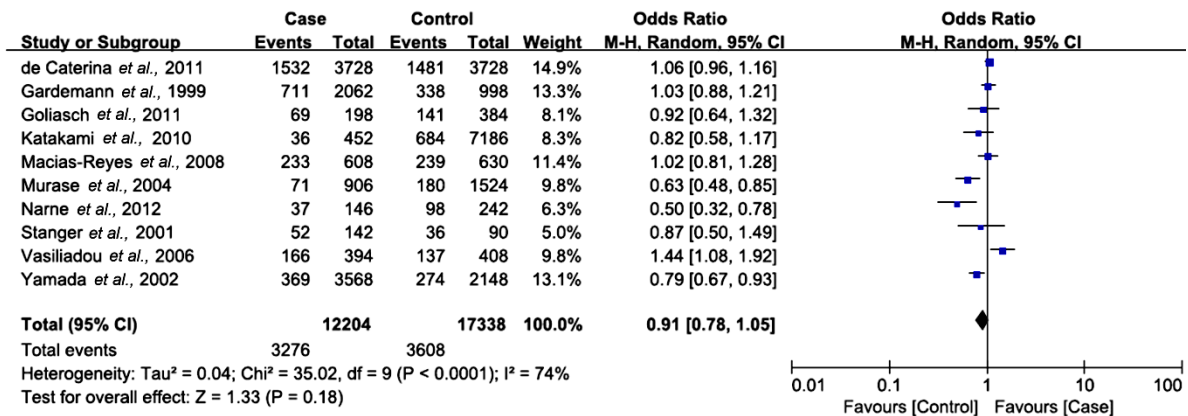 Case Control Odds Ratio Odds Ratio
Study or Subgroup Events Total Events Total Weight M-H, Random, 95% CI M-H, Random, 95% CI
de Caterina et al., 2011 1532 3728 1481 3728 14.9% 1.06 [0.96, 1.16]
Gardemann et al., 1999 711 2062 338 998 13.3% 1.03 [0.88, 1.21]
Goliasch et al., 2011 69 198 141 384 8.1% 0.92 [0.64, 1.32]
Katakami et al., 2010 36 452 684 7186 8.3% 0.82 [0.58, 1.17]
Macias-Reyes et al., 2008 233 608 239 630 11.4% 1.02 [0.81, 1.28]
Murase et al., 2004 71 906 180 1524 9.8% 0.63 [0.48, 0.85]
Narne et al., 2012 37 146 98 242 6.3% 0.50 [0.32, 0.78]
Stanger et al., 2001 52 142 36 90 5.0% 0.87 [0.50, 1.49]
Vasiliadou et al., 2006 166 394 137 408 9.8% 1.44 [1.08, 1.92]
Yamada et al., 2002 369 3568 274 2148 13.1% 0.79 [0.67, 0.93]
Total (95% CI) 12204 17338 100.0% 0.91 [0.78, 1.05]
Total events 3276 3608
Heterogeneity: Tau² = 0.04; Chi² = 35.02, df = 9 (P < 0.0001); I² = 74%
Test for overall effect: Z = 1.33 (P = 0.18)
0.01 0.1 1 10 100
Favours [Control] Favours [Case]